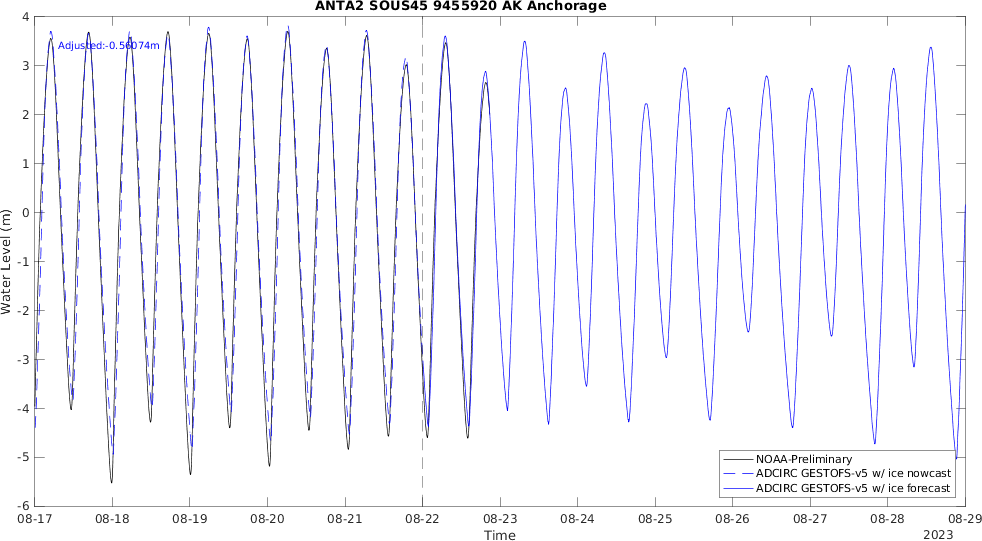 ANTA2 SOUS45 9455920 AK Anchorage
Adjusted:-0.56074m
4
3
2
1
0
-1
-2
-3
-4
-5
-6
Water Level (m)
NOAA-Preliminary
ADCIRC GESTOFS-v5 w/ ice nowcast
ADCIRC GESTOFS-v5 w/ ice forecast
08-17 08-18 08-19 08-20 08-21 08-22 08-23 08-24 08-25 08-26 08-27 08-28 08-29
Time
2023